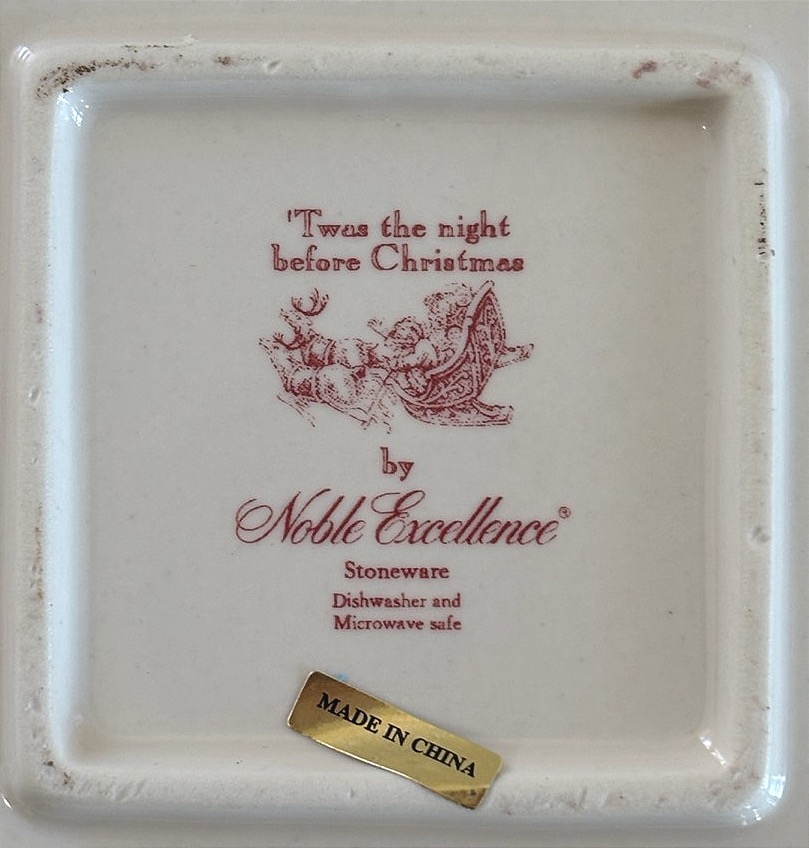 'Twas the night
before Christmas
by
Noble Excellence®
Stoneware
Dishwasher and
Microwave safe
MADE IN CHINA